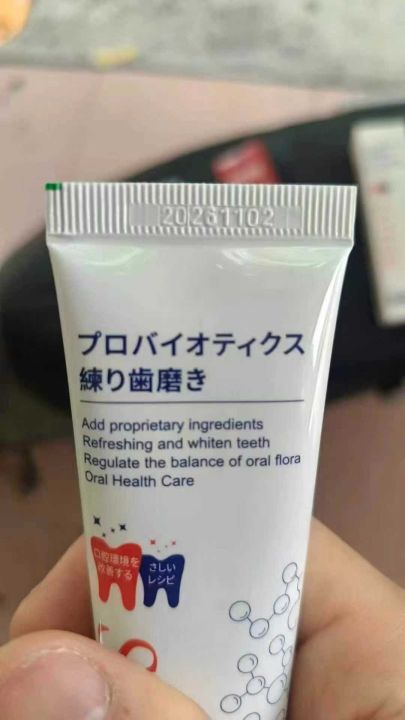 20261102
プロバイオティクス
練り歯磨き
Add proprietary ingredients
Refreshing and whiten teeth
Regulate the balance of oral flora
Oral Health Care
口腔環境を
改善する
さしい
レシピ